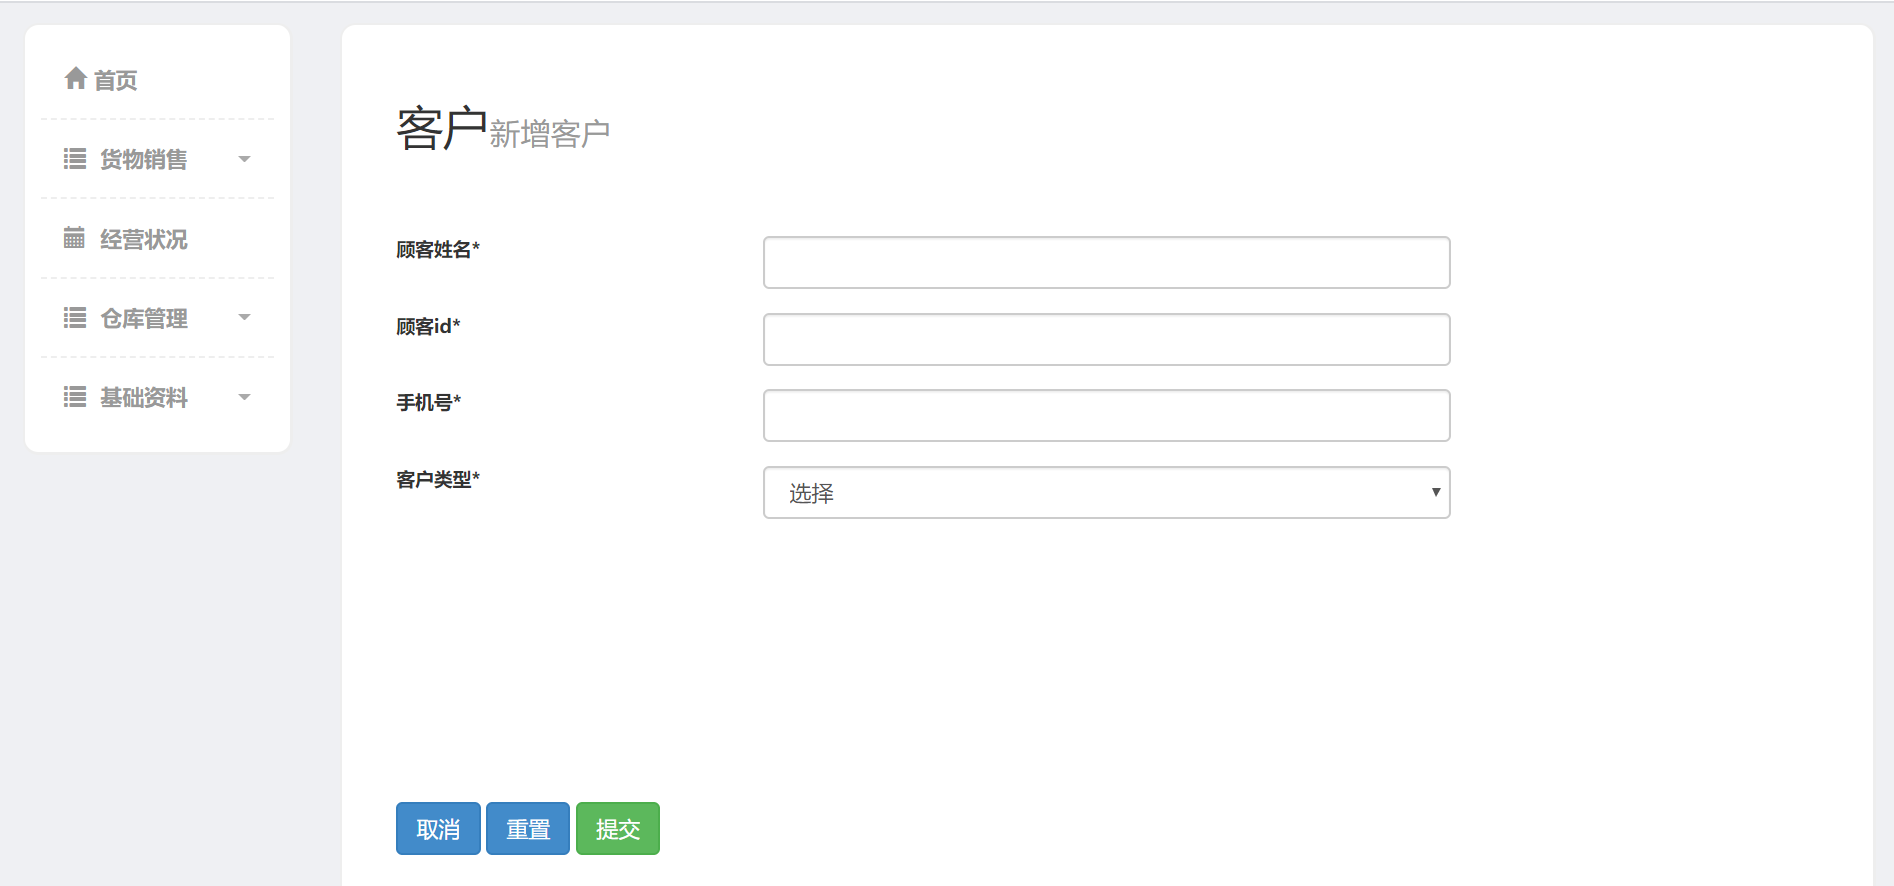 首页
货物销售
经营状况
仓库管理
基础资料
客户新增客户
顾客姓名*
顾客id*
手机号*
客户类型*
选择
取消 重置 提交